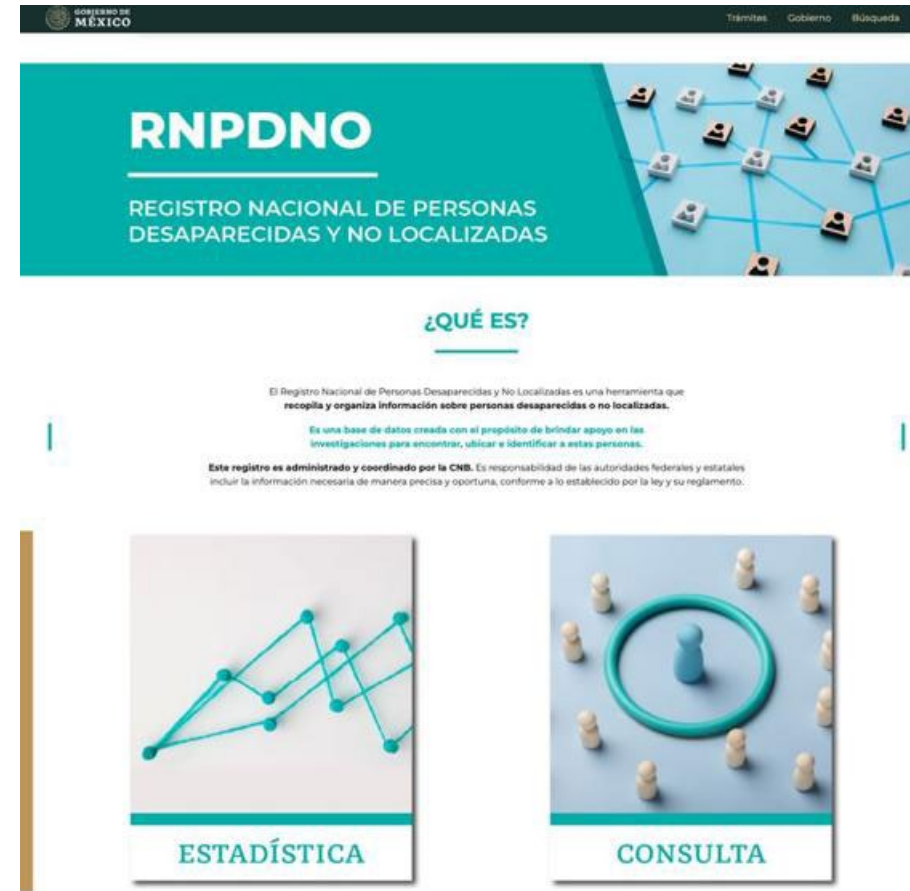 GOBIERNO DE
MÉXICO
Trámites Gobierno Búsqueda
RNPDNO
REGISTRO NACIONAL DE PERSONAS
DESAPARECIDAS Y NO LOCALIZADAS
¿QUÉ ES?
El Registro Nacional de Personas Desaparecidas y No Localizadas es una herramienta que
recopila y organiza información sobre personas desaparecidas o no localizadas.
Es una base de datos creada con el propósito de brindar apoyo en las
investigaciones para encontrar, ubicar e identificar a estas personas.
Este registro es administrado y coordinado por la CNB. Es responsabilidad de las autoridades federales y estatales
incluir la información necesaria de manera precisa y oportuna, conforme a lo establecido por la ley y su reglamento.
ESTADÍSTICA
CONSULTA